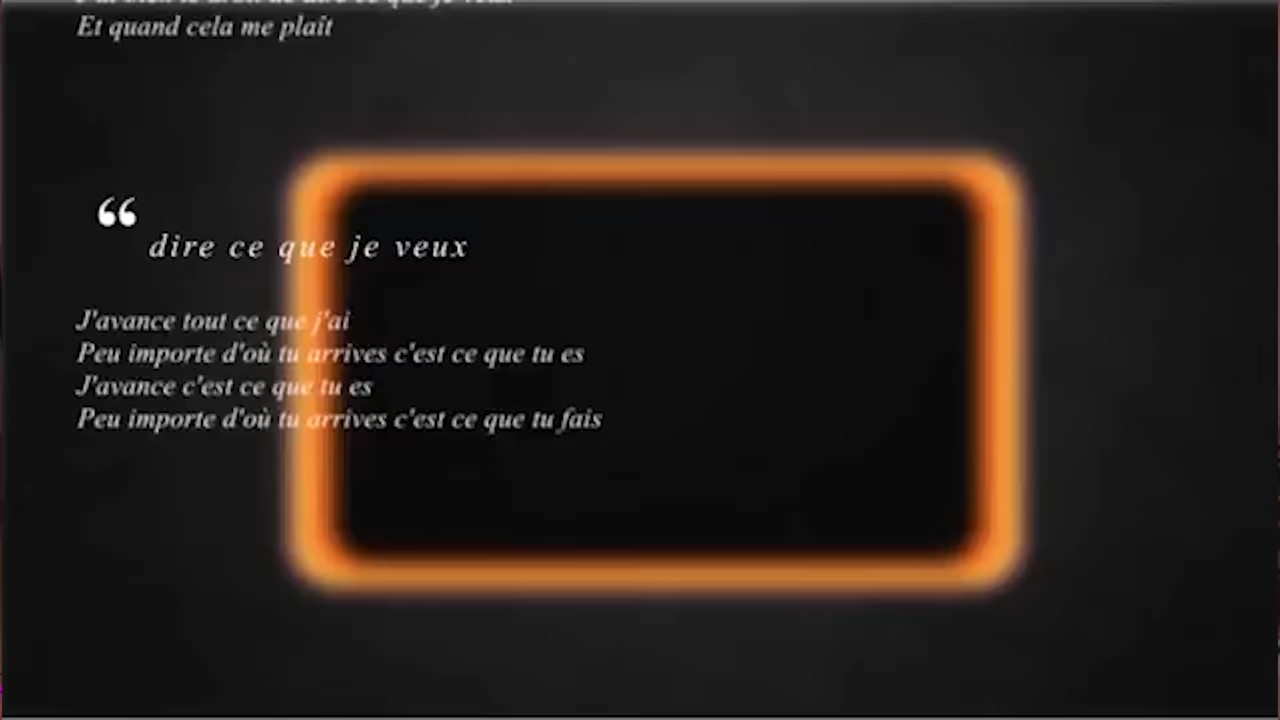 Et quand cela me plaît
“ dire ce que je veux
J'avance tout ce que j'ai
Peu importe d'où tu arrives c'est ce que tu es
J'avance c'est ce que tu es
Peu importe d'où tu arrives c'est ce que tu fais